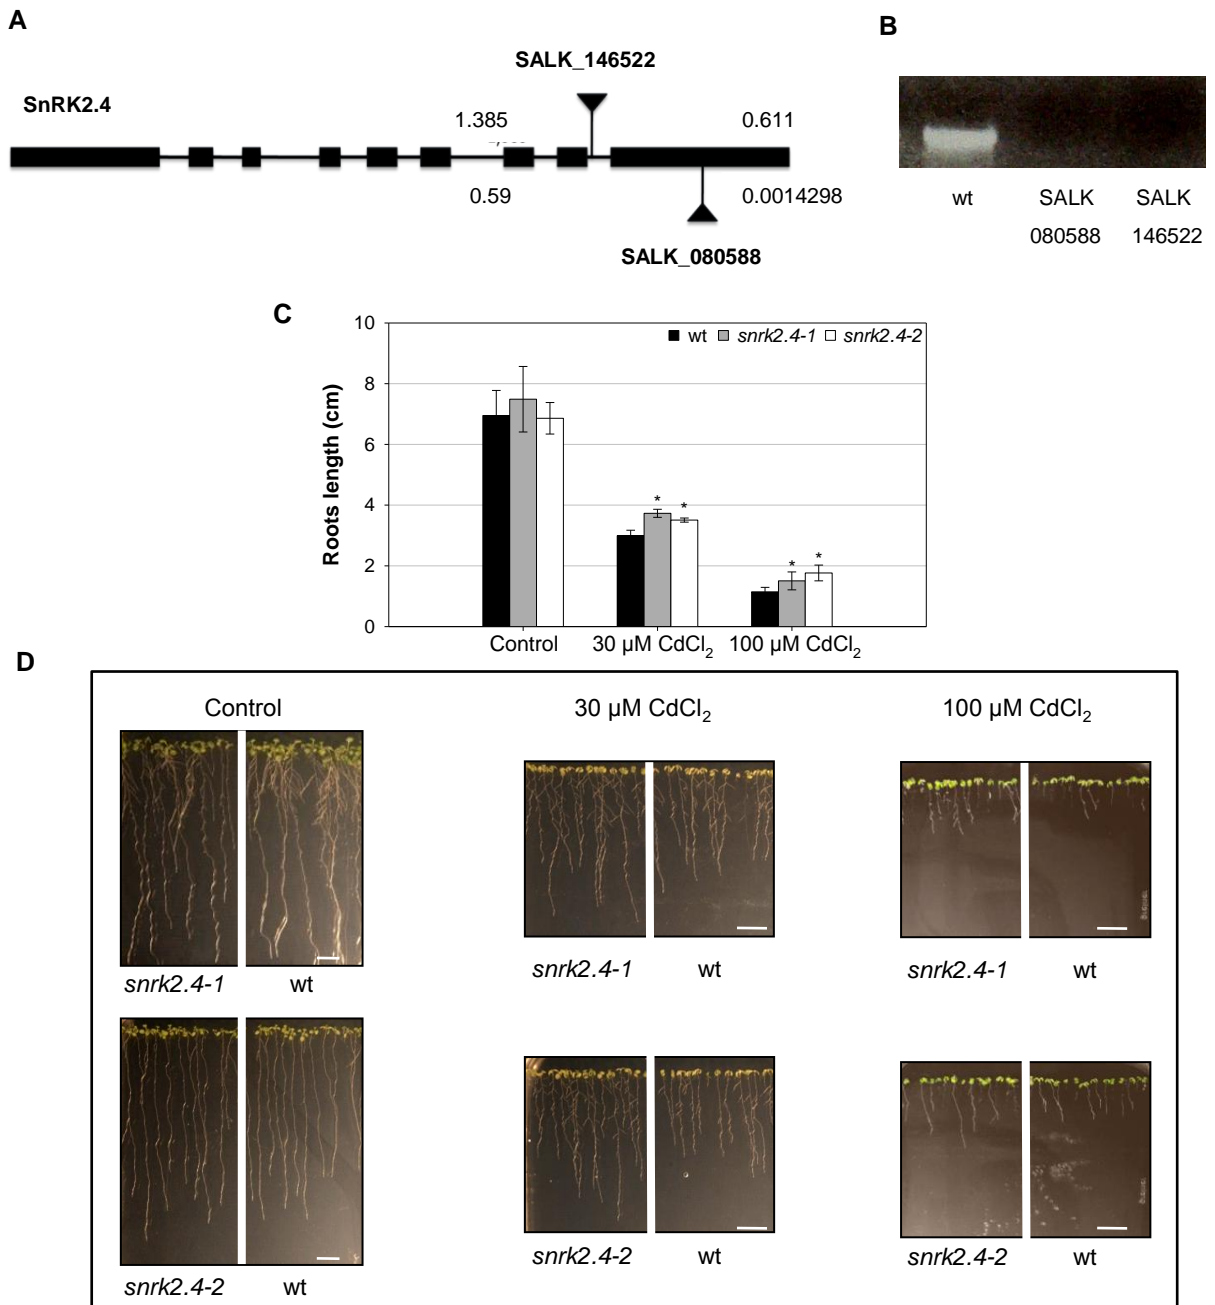 A
B
SALK_146522
SnRK2.4
1.385
0.611
0.59
0.0014298
SALK_080588
wt
SALK
080588
SALK
146522
C
10
8
6
4
2
0
Roots length (cm)
wt
snrk2.4-1
snrk2.4-2
*
*
*
*
Control
30 µM CdCl₂
100 µM CdCl₂
D
Control
30 µM CdCl₂
100 µM CdCl₂
snrk2.4-1
wt
snrk2.4-1
wt
snrk2.4-1
wt
snrk2.4-2
wt
snrk2.4-2
wt
snrk2.4-2
wt